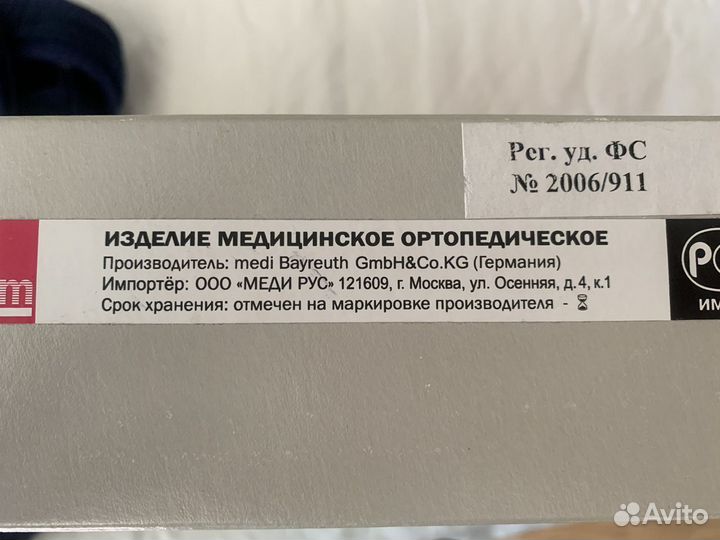 Рег. уд. ФС
№ 2006/911
m
ИЗДЕЛИЕ МЕДИЦИНСКОЕ ОРТОПЕДИЧЕСКОЕ
Производитель: medi Bayreuth GmbH&Co.KG (Германия)
Импортёр: ООО «МЕДИ РУС» 121609, г. Москва, ул. Осенняя, д.4, к.1
Срок хранения: отмечен на маркировке производителя -
Avito